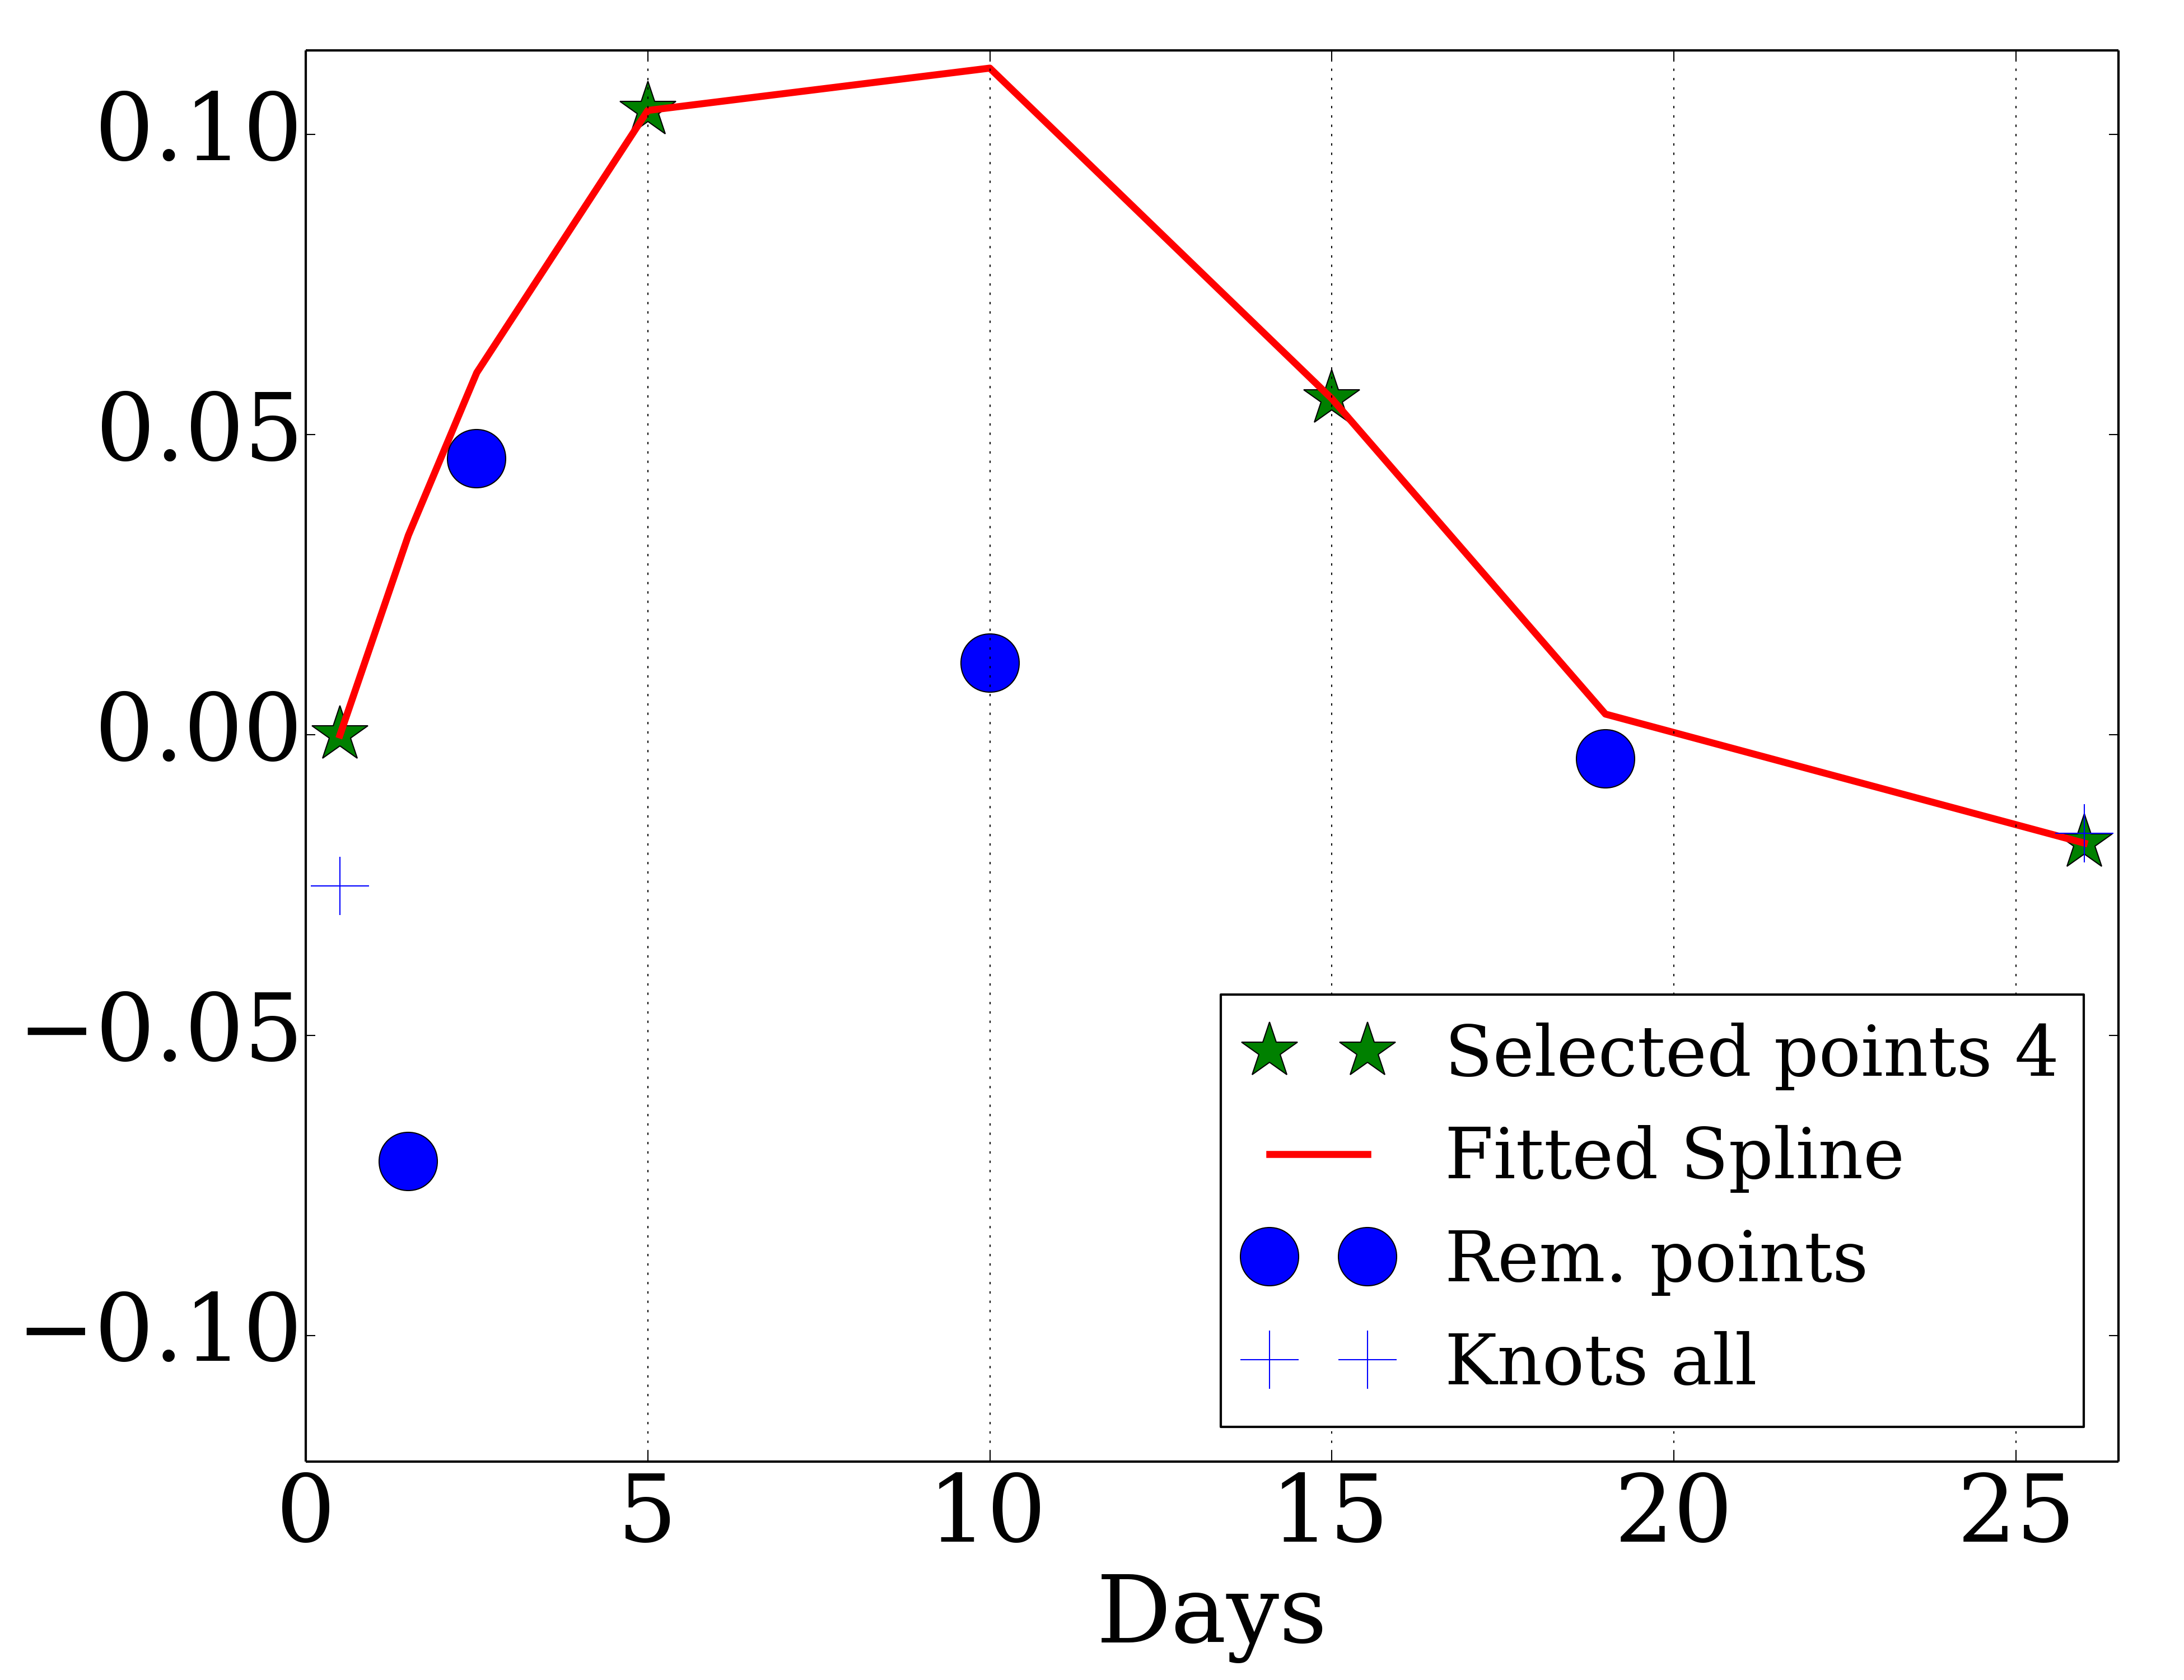 0.10
0.05
0.00
−0.05
−0.10
0 5 10 15 20 25
Days
Selected points 4
Fitted Spline
Rem. points
Knots all